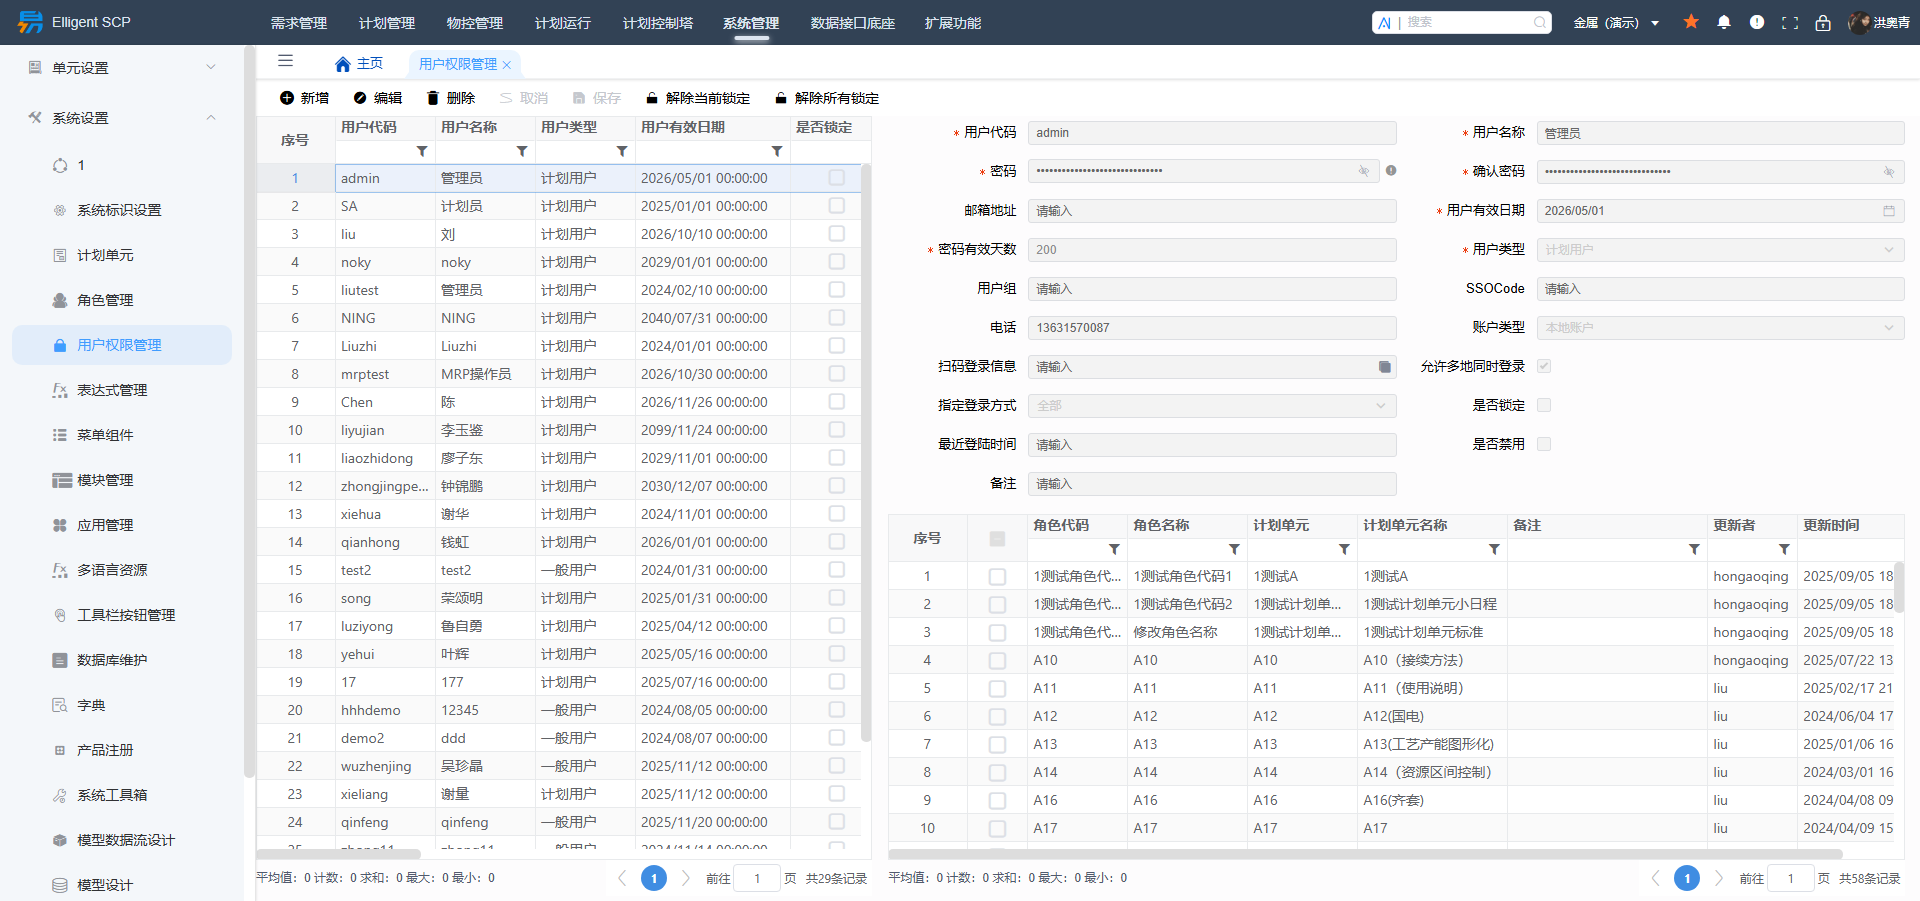 Elligent SCP
需求管理 计划管理 物控管理 计划运行 计划控制塔 系统管理 数据接口底座 扩展功能
AI | 搜索
金属（演示）
洪奥青
单元设置
系统设置
1
系统标识设置
计划单元
角色管理
用户权限管理
表达式管理
菜单组件
模块管理
应用管理
多语言资源
工具栏按钮管理
数据库维护
字典
产品注册
系统工具箱
模型数据流设计
模型设计
主页 用户权限管理
新增 编辑 删除 取消 保存 解除当前锁定 解除所有锁定
序号 用户代码 用户名称 用户类型 用户有效日期 是否锁定
1 admin 管理员 计划用户 2026/05/01 00:00:00
2 SA 计划员 计划用户 2025/01/01 00:00:00
3 liu 刘 计划用户 2026/10/10 00:00:00
4 noky noky 计划用户 2029/01/01 00:00:00
5 liutest 管理员 计划用户 2024/02/10 00:00:00
6 NING NING 计划用户 2040/07/31 00:00:00
7 Liuzhi Liuzhi 计划用户 2024/01/01 00:00:00
8 mrptest MRP操作员 计划用户 2026/10/30 00:00:00
9 Chen 陈 计划用户 2026/11/26 00:00:00
10 liyujian 李玉鉴 计划用户 2099/11/24 00:00:00
11 liaozhidong 廖子东 计划用户 2029/11/01 00:00:00
12 zhongjingpe... 钟锦鹏 计划用户 2030/12/07 00:00:00
13 xiehua 谢华 计划用户 2024/11/01 00:00:00
14 qianhong 钱虹 计划用户 2026/01/01 00:00:00
15 test2 test2 一般用户 2024/01/31 00:00:00
16 song 荣颂明 计划用户 2025/01/31 00:00:00
17 luziyong 鲁自勇 计划用户 2025/04/12 00:00:00
18 yehui 叶辉 计划用户 2025/05/16 00:00:00
19 17 177 计划用户 2025/07/16 00:00:00
20 hhhdemo 12345 一般用户 2024/08/05 00:00:00
21 demo2 ddd 一般用户 2024/08/07 00:00:00
22 wuzhenjing 吴珍晶 一般用户 2025/11/12 00:00:00
23 xieliang 谢量 计划用户 2025/11/12 00:00:00
24 qinfeng qinfeng 一般用户 2025/11/20 00:00:00
平均值：0 计数：0 求和：0 最大：0 最小：0
1 前往 1 页 共29条记录
* 用户代码 admin
* 用户名称 管理员
* 密码 ••••••••••••••••••••••••••••••
* 确认密码 ••••••••••••••••••••••••••••••
邮箱地址 请输入
* 用户有效日期 2026/05/01
* 密码有效天数 200
* 用户类型 计划用户
用户组 请输入
SSOCode 请输入
电话 13631570087
账户类型 本地账户
扫码登录信息 请输入
允许多地同时登录
指定登录方式 全部
是否锁定
最近登陆时间 请输入
是否禁用
备注 请输入
序号 角色代码 角色名称 计划单元 计划单元名称 备注 更新者 更新时间
1 1测试角色代... 1测试角色代码1 1测试A 1测试A hongaoqing 2025/09/05 18
2 1测试角色代... 1测试角色代码2 1测试计划单... 1测试计划单元小日程 hongaoqing 2025/09/05 18
3 1测试角色代... 修改角色名称 1测试计划单... 1测试计划单元标准 hongaoqing 2025/09/05 18
4 A10 A10 A10 A10（接续方法） hongaoqing 2025/07/22 13
5 A11 A11 A11 A11（使用说明） liu 2025/02/17 21
6 A12 A12 A12 A12(国电) liu 2024/06/04 17
7 A13 A13 A13 A13(工艺产能图形化) liu 2025/01/06 16
8 A14 A14 A14 A14（资源区间控制） liu 2024/03/01 16
9 A16 A16 A16 A16(齐套) liu 2024/04/08 09
10 A17 A17 A17 A17 liu 2024/04/09 15
平均值：0 计数：0 求和：0 最大：0 最小：0
1 前往 1 页 共58条记录